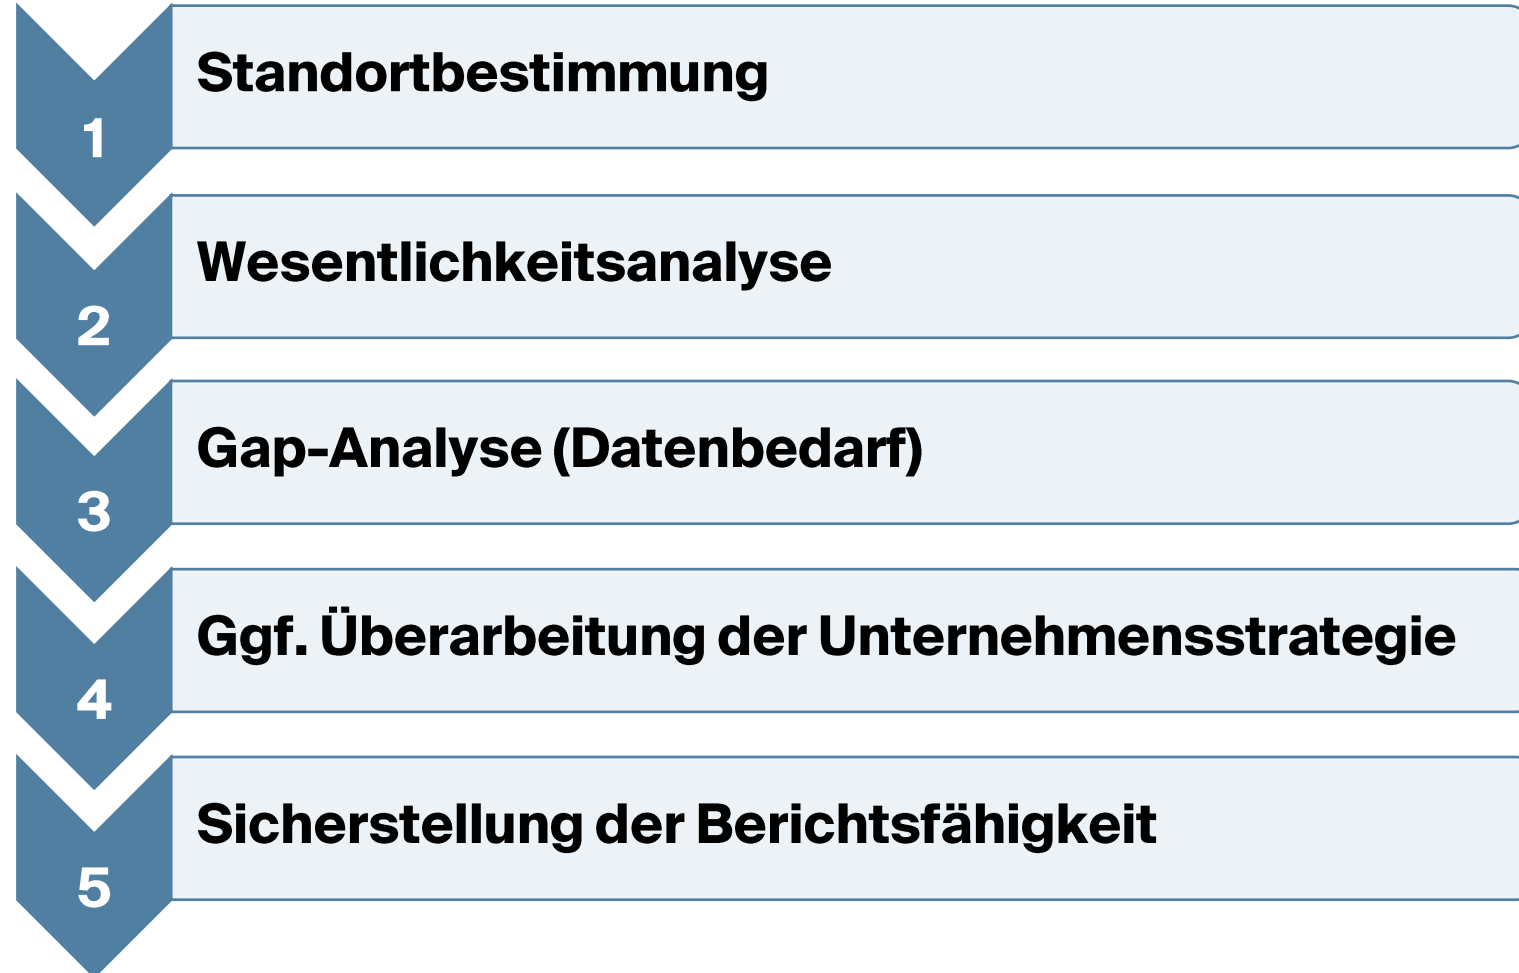 1
Standortbestimmung
2
Wesentlichkeitsanalyse
3
Gap-Analyse (Datenbedarf)
4
Ggf. Überarbeitung der Unternehmensstrategie
5
Sicherstellung der Berichtsfähigkeit